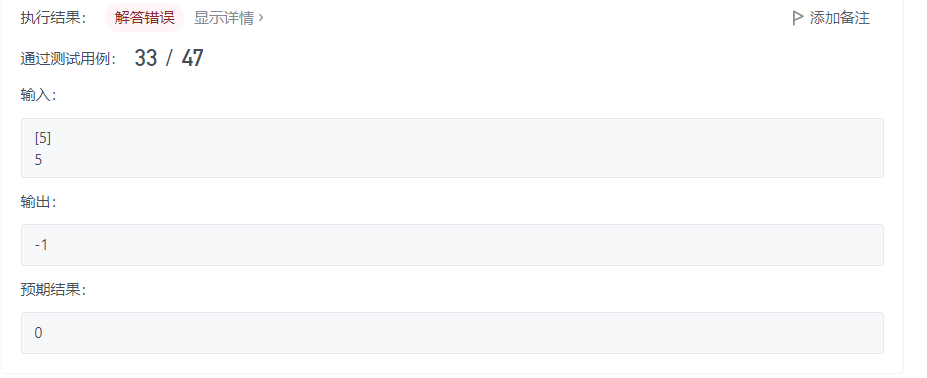 执行结果： 解答错误 显示详情 › 添加备注
通过测试用例： 33 / 47
输入：
[5]
5
输出：
-1
预期结果：
0